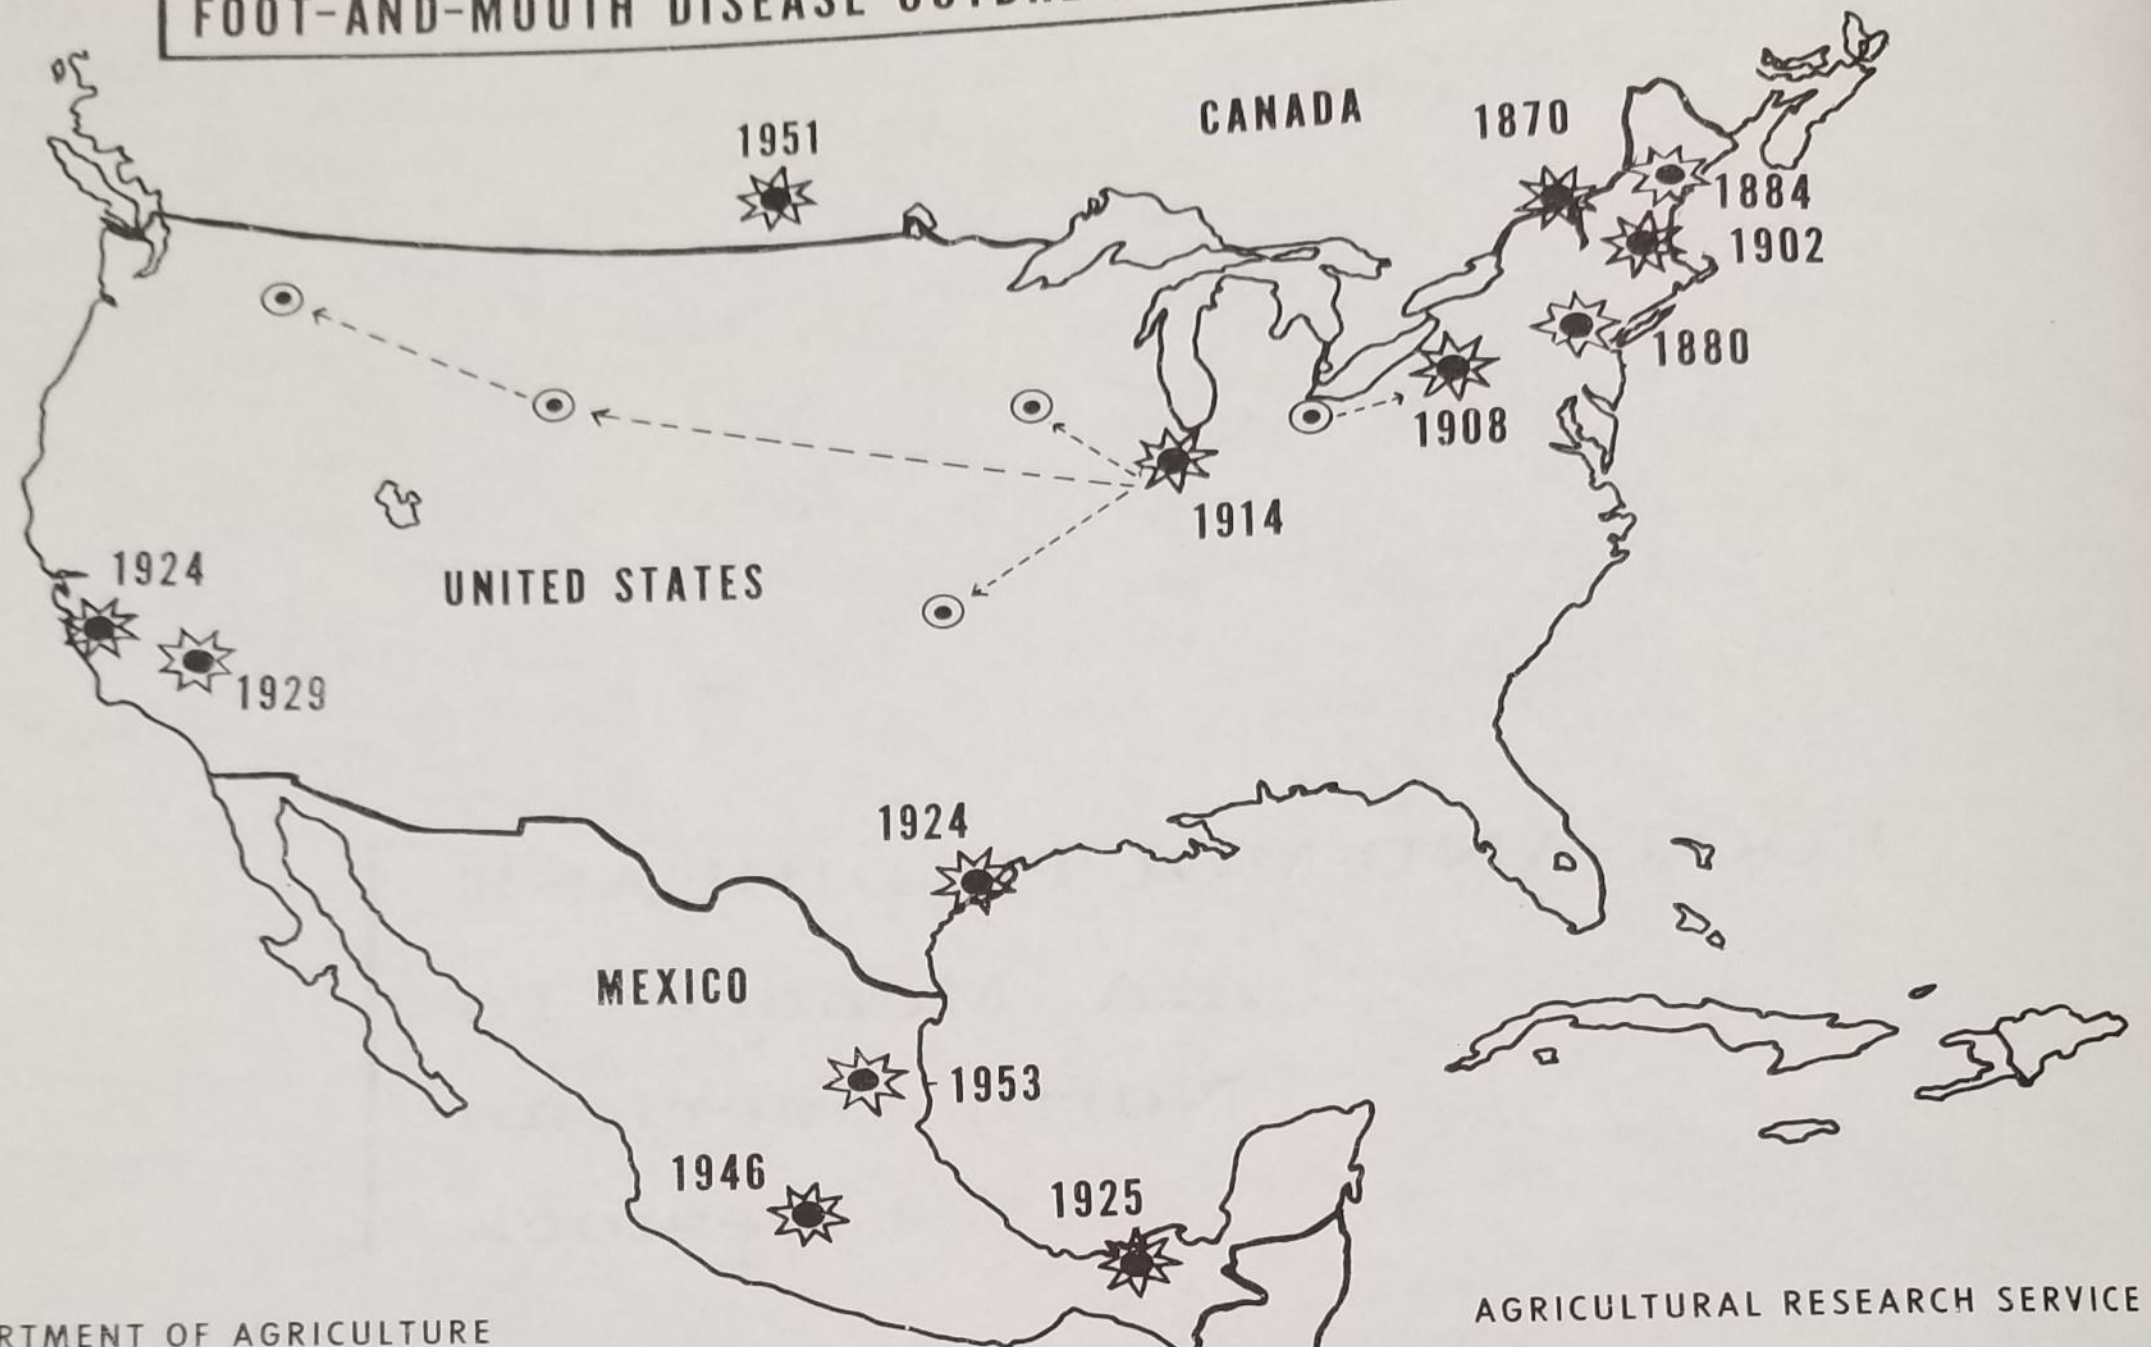 FOOT-AND-MOUTH DISEASE
CANADA
1870
1951
1884
1902
1880
1908
1914
1924
UNITED STATES
1929
1924
MEXICO
1953
1946
1925
AGRICULTURAL RESEARCH SERVICE
OF AGRICULTURE